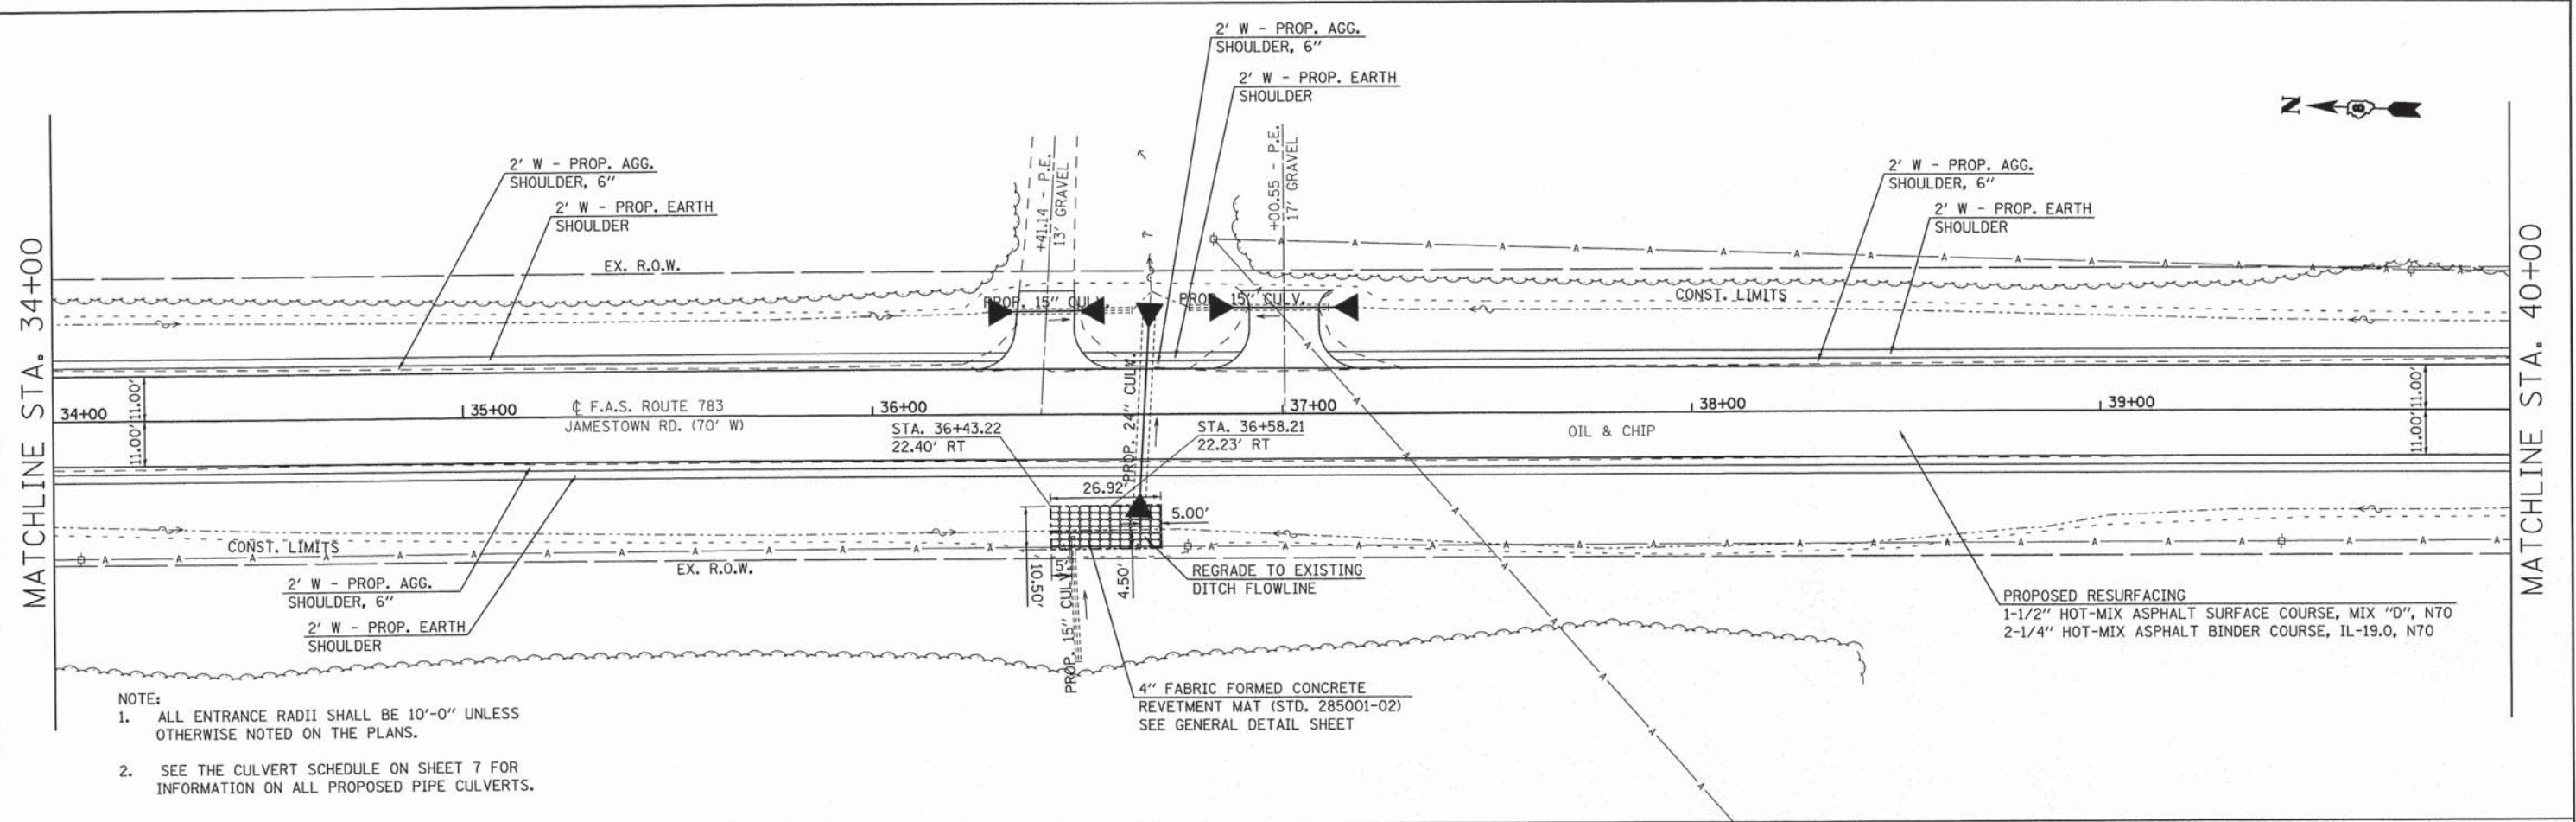 2' W - PROP. AGG.
SHOULDER, 6"
2' W - PROP. EARTH
SHOULDER
N
8
2' W - PROP. AGG.
SHOULDER, 6"
2' W - PROP. EARTH
SHOULDER
+41.14 - P.E.
13' GRAVEL
+00.55 - P.E.
17' GRAVEL
2' W - PROP. AGG.
SHOULDER, 6"
2' W - PROP. EARTH
SHOULDER
MATCHLINE STA. 34+00
MATCHLINE STA. 40+00
EX. R.O.W.
PROP. 15" CULV.
PROP. 15" CULV.
CONST. LIMITS
11.00'
11.00'
11.00'
11.00'
34+00
35+00
36+00
37+00
38+00
39+00
℄ F.A.S. ROUTE 783
JAMESTOWN RD. (70' W)
PROP. 24" CULV.
STA. 36+43.22
22.40' RT
STA. 36+58.21
22.23' RT
OIL & CHIP
26.92'
5.00'
5'
10.50'
4.50'
PROP. 15" CULV.
CONST. LIMITS
EX. R.O.W.
2' W - PROP. AGG.
SHOULDER, 6"
2' W - PROP. EARTH
SHOULDER
REGRADE TO EXISTING
DITCH FLOWLINE
PROPOSED RESURFACING
1-1/2" HOT-MIX ASPHALT SURFACE COURSE, MIX "D", N70
2-1/4" HOT-MIX ASPHALT BINDER COURSE, IL-19.0, N70
4" FABRIC FORMED CONCRETE
REVETMENT MAT (STD. 285001-02)
SEE GENERAL DETAIL SHEET
NOTE:
1. ALL ENTRANCE RADII SHALL BE 10'-0" UNLESS
OTHERWISE NOTED ON THE PLANS.
2. SEE THE CULVERT SCHEDULE ON SHEET 7 FOR
INFORMATION ON ALL PROPOSED PIPE CULVERTS.